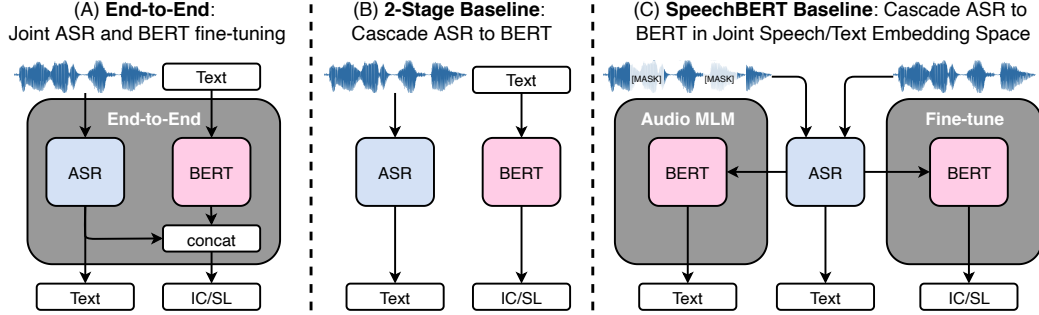 (A) End-to-End:
Joint ASR and BERT fine-tuning
Text
End-to-End
ASR
BERT
concat
Text
IC/SL
(B) 2-Stage Baseline:
Cascade ASR to BERT
Text
ASR
BERT
Text
IC/SL
(C) SpeechBERT Baseline: Cascade ASR to
BERT in Joint Speech/Text Embedding Space
[MASK]
[MASK]
Audio MLM
Fine-tune
BERT
ASR
BERT
Text
Text
IC/SL